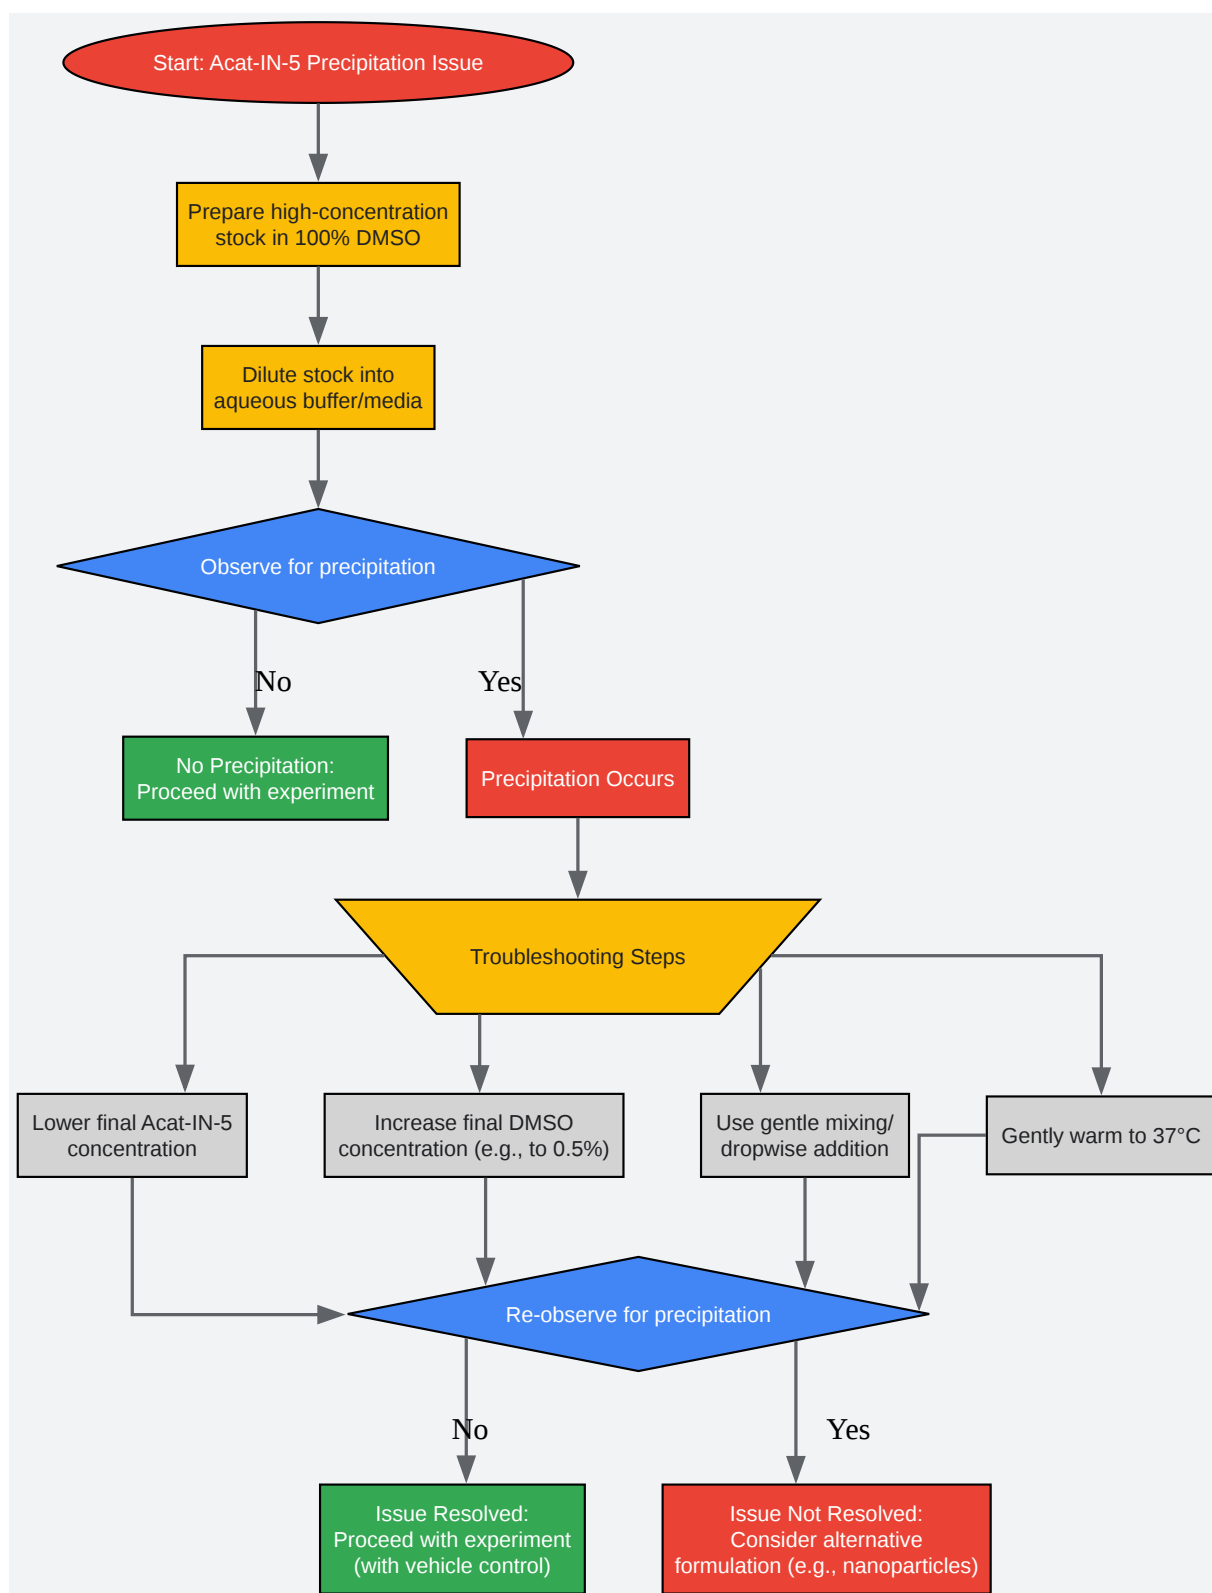 Start: Acat-IN-5 Precipitation Issue
Prepare high-concentration
stock in 100% DMSO
Dilute stock into
aqueous buffer/media
Observe for precipitation
No
Yes
No Precipitation:
Proceed with experiment
Precipitation Occurs
Troubleshooting Steps
Lower final Acat-IN-5
concentration
Increase final DMSO
concentration (e.g., to 0.5%)
Use gentle mixing/
dropwise addition
Gently warm to 37°C
Re-observe for precipitation
No
Yes
Issue Resolved:
Proceed with experiment
(with vehicle control)
Issue Not Resolved:
Consider alternative
formulation (e.g., nanoparticles)